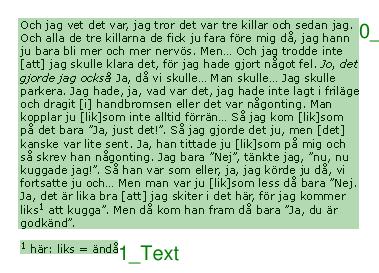 Och jag vet det var, jag tror det var tre killar och sedan jag.
Och alla de tre killarna de fick ju fara före mig då, jag hann
ju bara bli mer och mer nervös. Men... Och jag trodde inte
[att] jag skulle klara det, för jag hade gjort något fel. Jo, det
gjorde jag också. Ja, då vi skulle... Man skulle... Jag skulle
parkera. Jag hade, ja, vad var det, jag hade inte lagt i friläge
och dragit [i] handbromsen eller det var någonting. Man
kopplar ju [lik]som inte alltid förrän... Så jag kom [lik]som
på det bara ”Ja, just det!”. Så jag gjorde det ju, men [det]
kanske var lite sent. Ja, han tittade ju [lik]som på mig och
så skrev han någonting. Jag bara ”Nej”, tänkte jag, ”nu, nu
kuggade jag!”. Så han var som eller, ja, jag körde ju då, vi
fortsatte ju och... Men man var ju [lik]som less då bara ”Nej.
Ja, det är lika bra [att] jag skiter i det här, för jag kommer
liks¹ att kugga”. Men då kom han fram då bara ”Ja, du är
godkänd”.
¹ här: liks = ändå
0_
1_Text